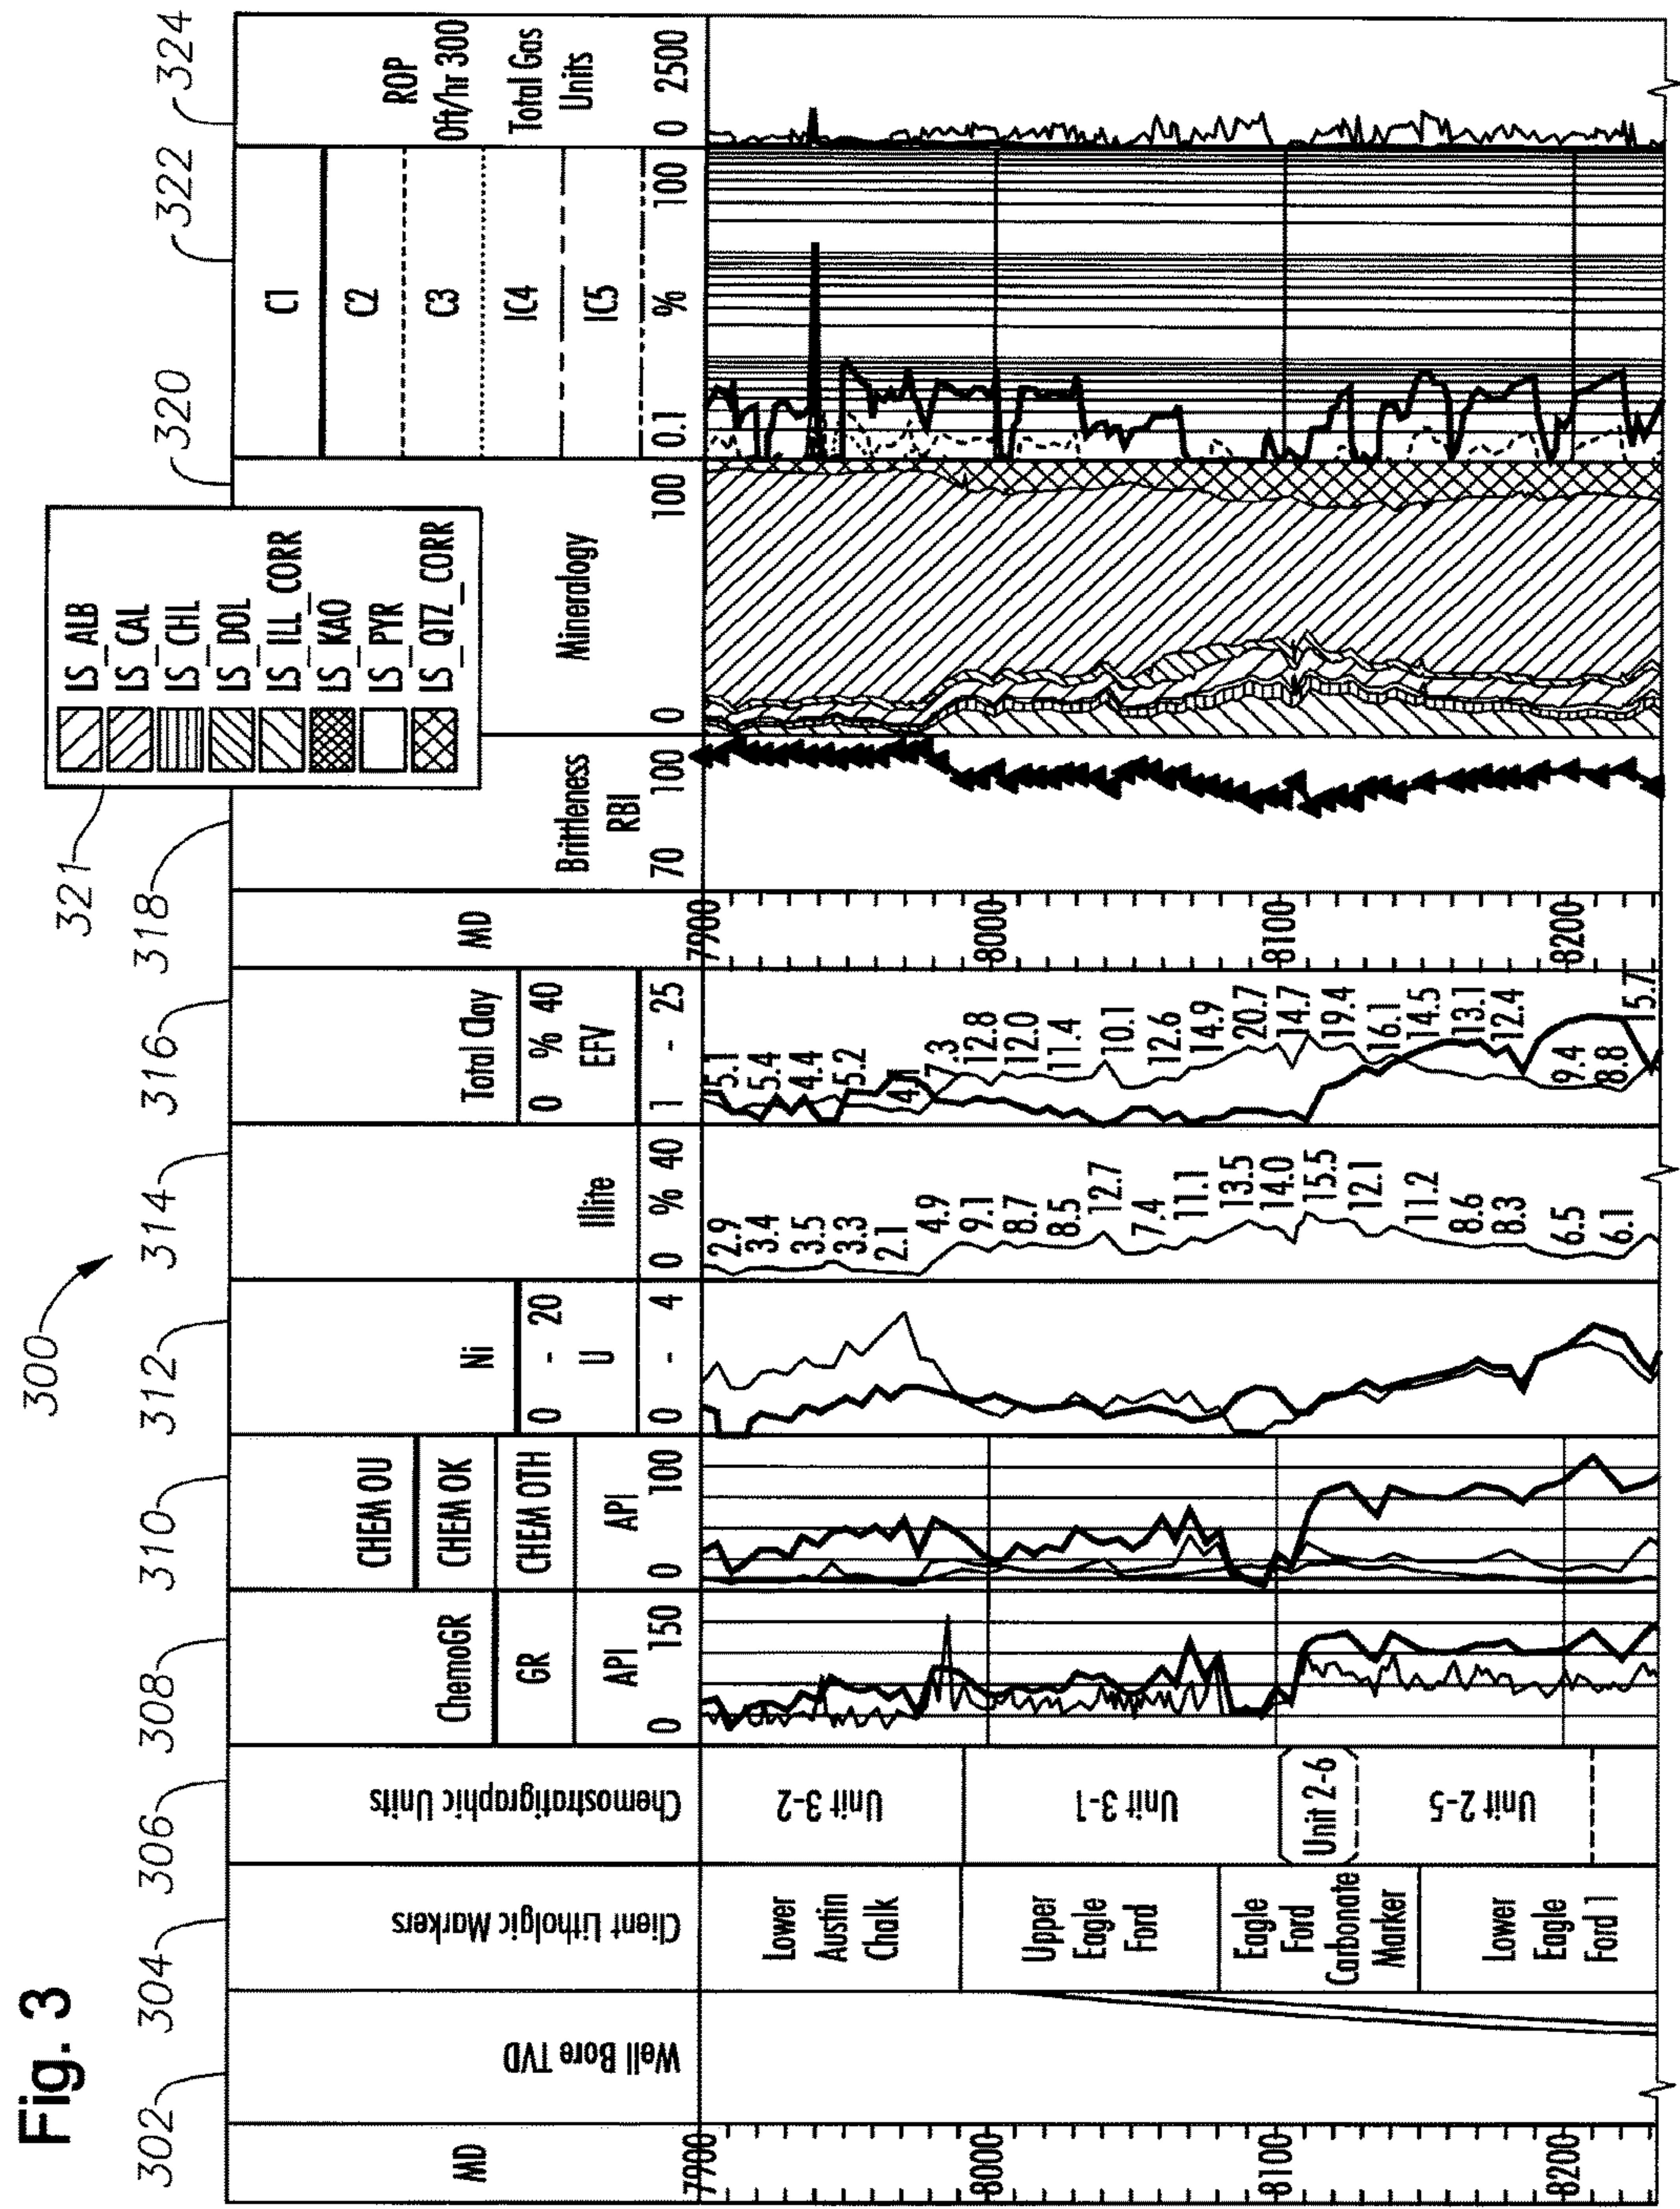 Fig. 3
300
302
304
306
308
310
312
314
316
318
320
321
322
324
LS_ALB
LS_CAL
LS_CHL
LS_DOL
LS_ILL_CORR
LS_KAO
LS_PYR
LS_QTZ_CORR
MD
Well Bore TVD
Client Litholgic Markers
Chemostratigraphic Units
ChemoGR
GR
API
0 150
CHEM OU
CHEM OK
CHEM OTH
API
0 100
Ni
0 - 20
U
0 - 4
Illite
0 % 40
Total Clay
0 % 40
EFV
1 - 25
MD
Brittleness
RBI
70 100
Mineralogy
0 100
C1
C2
C3
IC4
IC5
0.1 % 100
ROP
0ft/hr 300
Total Gas
Units
0 2500
7900
8000
8100
8200
Lower
Austin
Chalk
Upper
Eagle
Ford
Eagle
Ford
Carbonate
Marker
Lower
Eagle
Ford 1
Unit 3-2
Unit 3-1
Unit 2-6
Unit 2-5
2.9
3.4
3.5
3.3
2.1
4.9
9.1
8.7
8.5
12.7
7.4
11.1
13.5
14.0
15.5
12.1
11.2
8.6
8.3
6.5
6.1
5.1
5.4
4.4
5.2
4.1
7.3
12.8
12.0
11.4
10.1
12.6
14.9
20.7
14.7
19.4
16.1
14.5
13.1
12.4
9.4
8.8
15.7
7900
8000
8100
8200